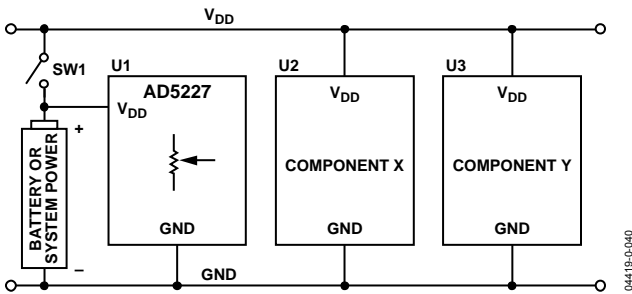 VDD
SW1
U1
AD5227
VDD
GND
U2
VDD
COMPONENT X
GND
U3
VDD
COMPONENT Y
GND
+
BATTERY OR
SYSTEM POWER
–
GND
04419-0-040